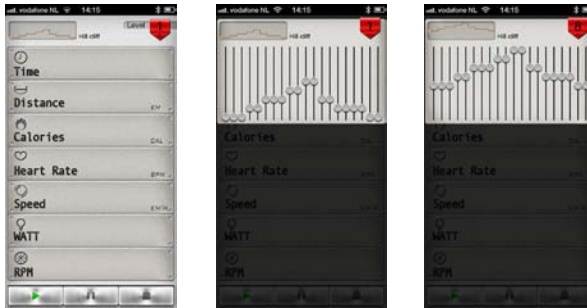 vodafone NL 14:15
Hill cliff
Level 1
Time
Distance
KM
Calories
CAL
Heart Rate
BPM
Speed
KM/H
WATT
RPM
vodafone NL 14:15
Hill cliff
1
Calories
Heart Rate
Speed
WATT
RPM
vodafone NL 14:15
Hill cliff
Calories
Heart Rate
Speed
WATT
RPM